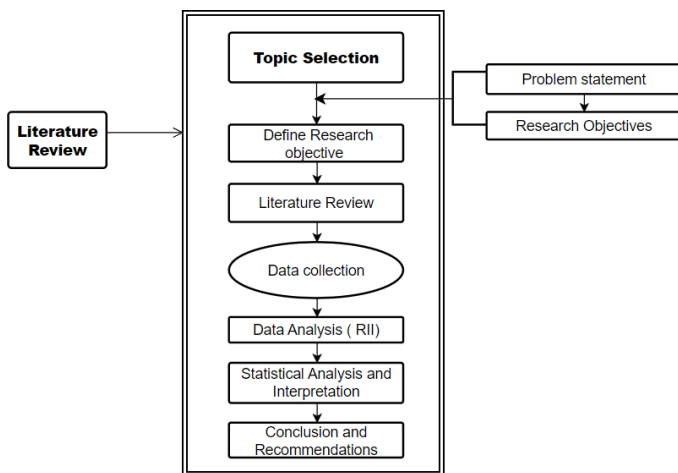 Topic Selection
Problem statement
Literature
Review
Research Objectives
Define Research
objective
Literature Review
Data collection
Data Analysis ( RII)
Statistical Analysis and
Interpretation
Conclusion and
Recommendations